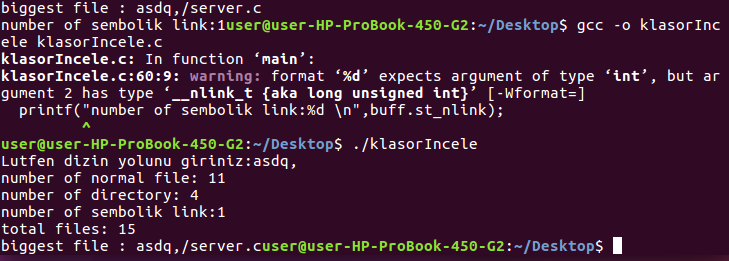 biggest file : asdq,/server.c
number of sembolik link:1user@user-HP-ProBook-450-G2:~/Desktop$ gcc -o klasorInc
ele klasorIncele.c
klasorIncele.c: In function ‘main’:
klasorIncele.c:60:9: warning: format ‘%d’ expects argument of type ‘int’, but ar
gument 2 has type ‘__nlink_t {aka long unsigned int}’ [-Wformat=]
  printf("number of sembolik link:%d \n",buff.st_nlink);
         ^
user@user-HP-ProBook-450-G2:~/Desktop$ ./klasorIncele
Lutfen dizin yolunu giriniz:asdq,
number of normal file: 11
number of directory: 4
number of sembolik link:1
total files: 15
biggest file : asdq,/server.cuser@user-HP-ProBook-450-G2:~/Desktop$